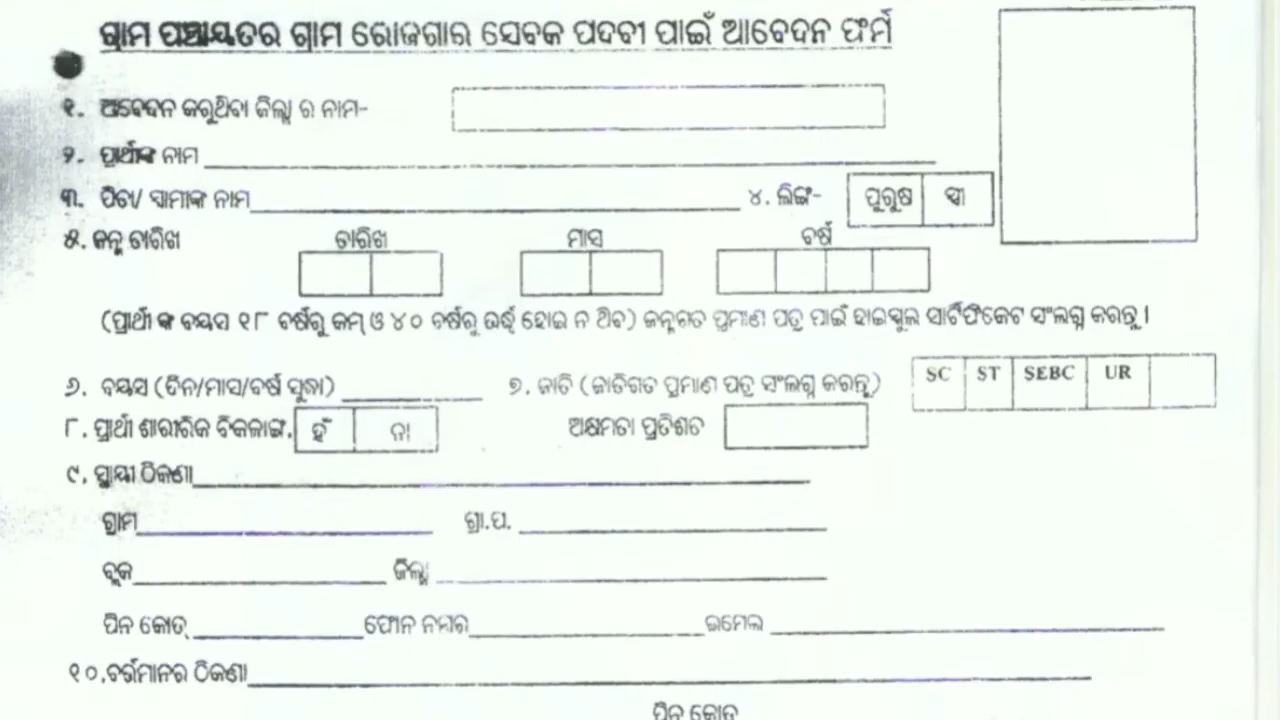 ଗ୍ରାମ ପଞ୍ଚାୟତର ଗ୍ରାମ ରୋଜଗାର ସେବକ ପଦବୀ ପାଇଁ ଆବେଦନ ଫର୍ମ
୧. ଆବେଦନ କରୁଥିବା ଜିଲ୍ଲା ର ନାମ-
୨. ପ୍ରାର୍ଥୀଙ୍କ ନାମ
୩. ପିତା/ ସ୍ୱାମୀଙ୍କ ନାମ ୪. ଲିଙ୍ଗ- ପୁରୁଷ ସ୍ତ୍ରୀ
୫. ଜନ୍ମ ତାରିଖ ତାରିଖ ମାସ ବର୍ଷ
(ପ୍ରାର୍ଥୀ ଙ୍କ ବୟସ ୧୮ ବର୍ଷରୁ କମ୍ ଓ ୪୦ ବର୍ଷରୁ ଉର୍ଦ୍ଧ୍ୱ ହୋଇ ନ ଥିବ) ଜନ୍ମଗତ ପ୍ରମାଣ ପତ୍ର ପାଇଁ ହାଇସ୍କୁଲ ସାର୍ଟିଫିକେଟ ସଂଲଗ୍ନ କରନ୍ତୁ ।
୬. ବୟସ (ଦିନ/ମାସ/ବର୍ଷ ସୁଦ୍ଧା) ୭. ଜାତି (ଜାତିଗତ ପ୍ରମାଣ ପତ୍ର ସଂଲଗ୍ନ କରନ୍ତୁ) SC ST SEBC UR
୮. ପ୍ରାର୍ଥୀ ଶାରୀରିକ ବିକଳାଙ୍ଗ. ହଁ ନା ଅକ୍ଷମତା ପ୍ରତିଶତ
୯. ସ୍ଥାୟୀ ଠିକଣା
ଗ୍ରାମ ଗ୍ରା.ପ.
ବ୍ଲକ ଜିଲ୍ଲା
ପିନ କୋଡ୍ ଫୋନ ନମ୍ବର ଇମେଲ
୧୦.ବର୍ତ୍ତମାନର ଠିକଣା
ପିନ କୋଡ